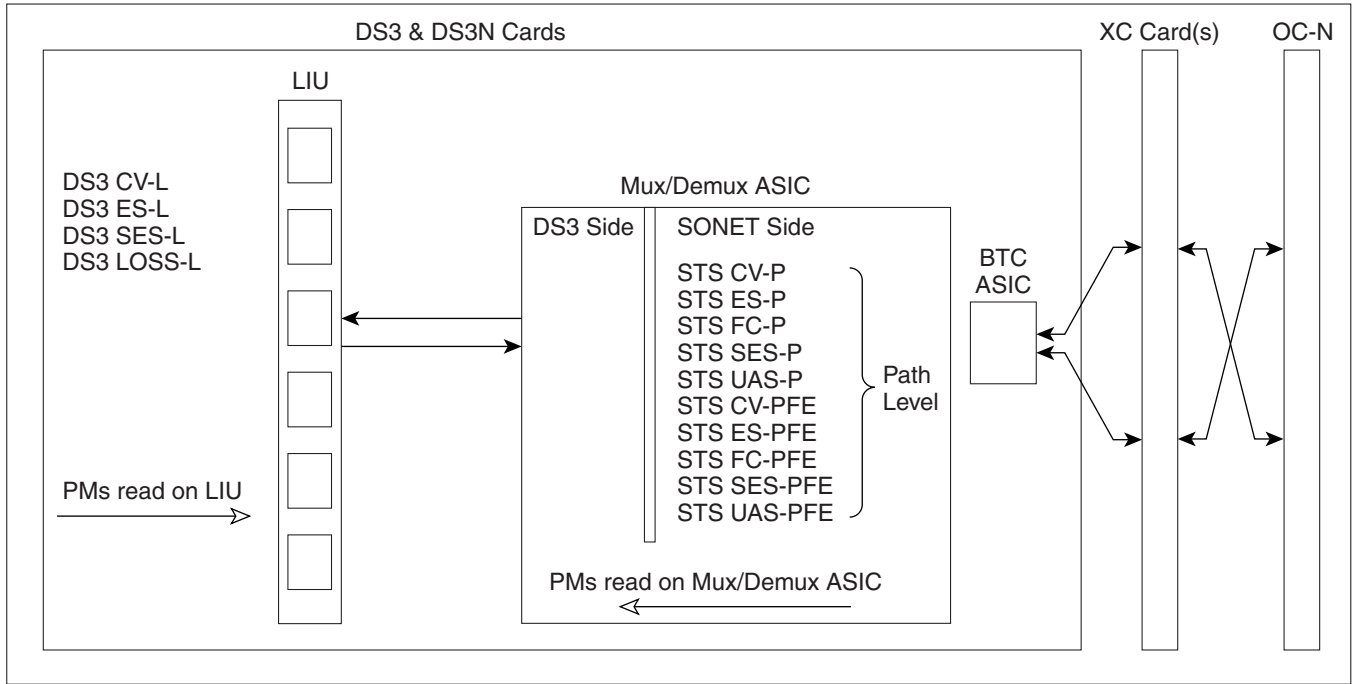 DS3 & DS3N Cards
XC Card(s)
OC-N
LIU
DS3 CV-L
DS3 ES-L
DS3 SES-L
DS3 LOSS-L
Mux/Demux ASIC
DS3 Side
SONET Side
STS CV-P
STS ES-P
STS FC-P
STS SES-P
STS UAS-P
STS CV-PFE
STS ES-PFE
STS FC-PFE
STS SES-PFE
STS UAS-PFE
Path
Level
BTC
ASIC
PMs read on LIU
PMs read on Mux/Demux ASIC